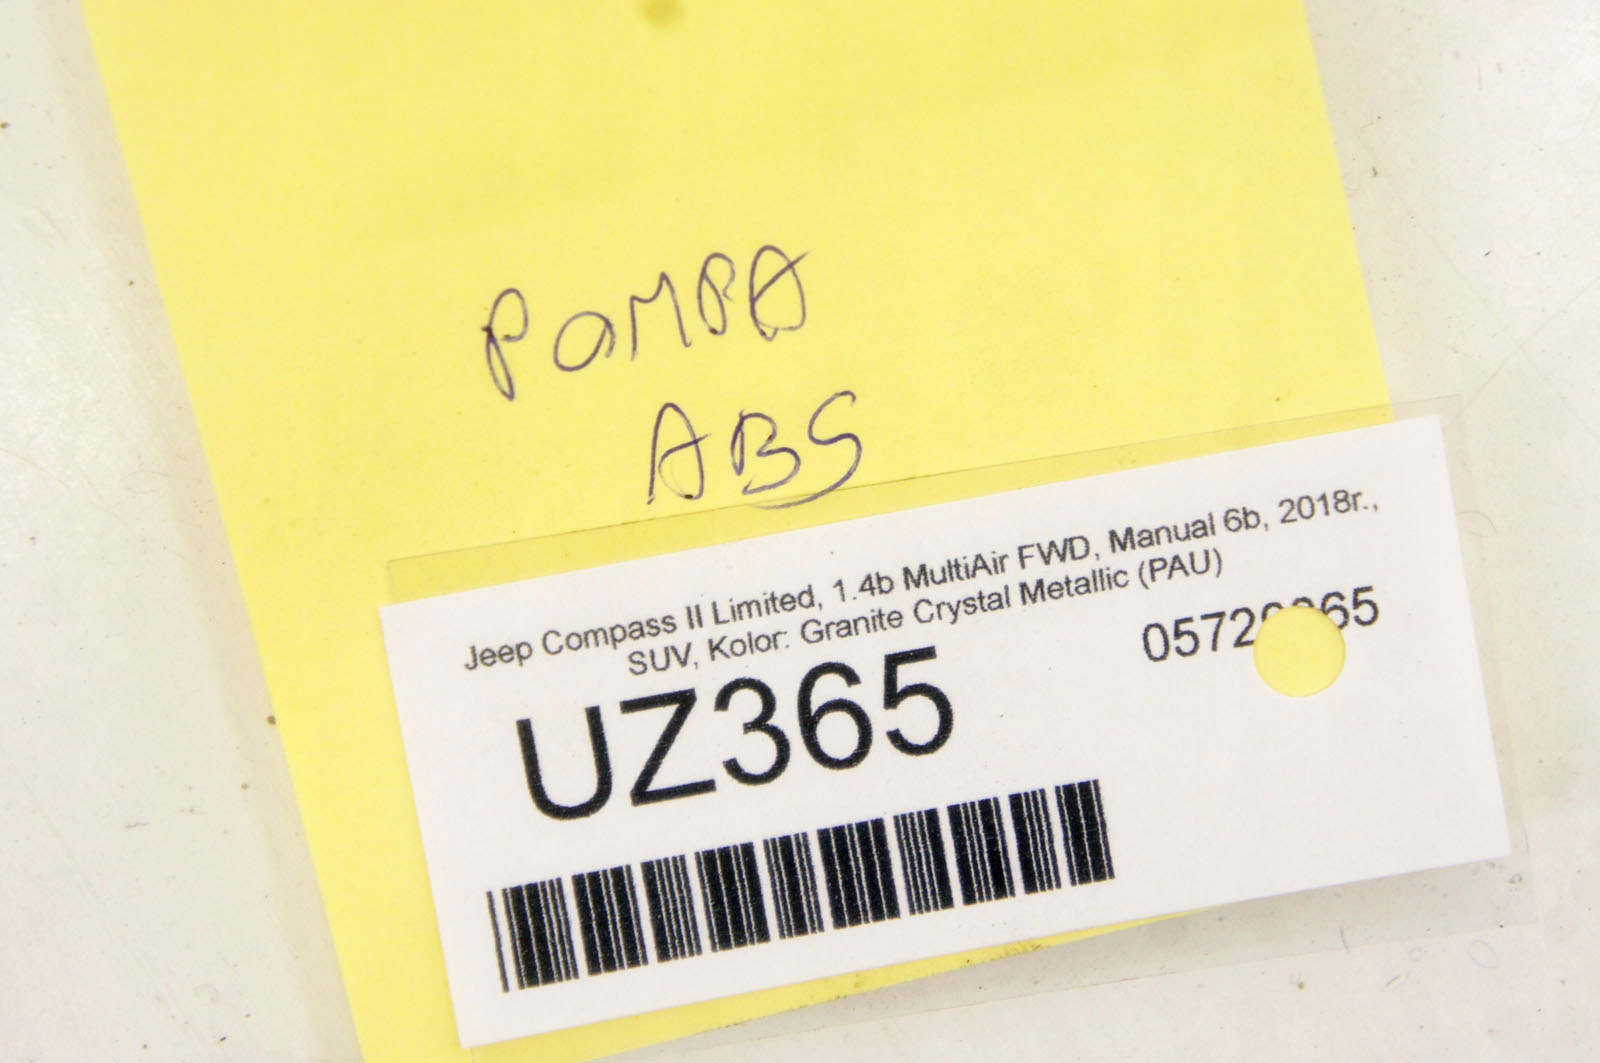 POMPA
ABS
Jeep Compass II Limited, 1.4b MultiAir FWD, Manual 6b, 2018r.,
SUV, Kolor: Granite Crystal Metallic (PAU)
UZ365